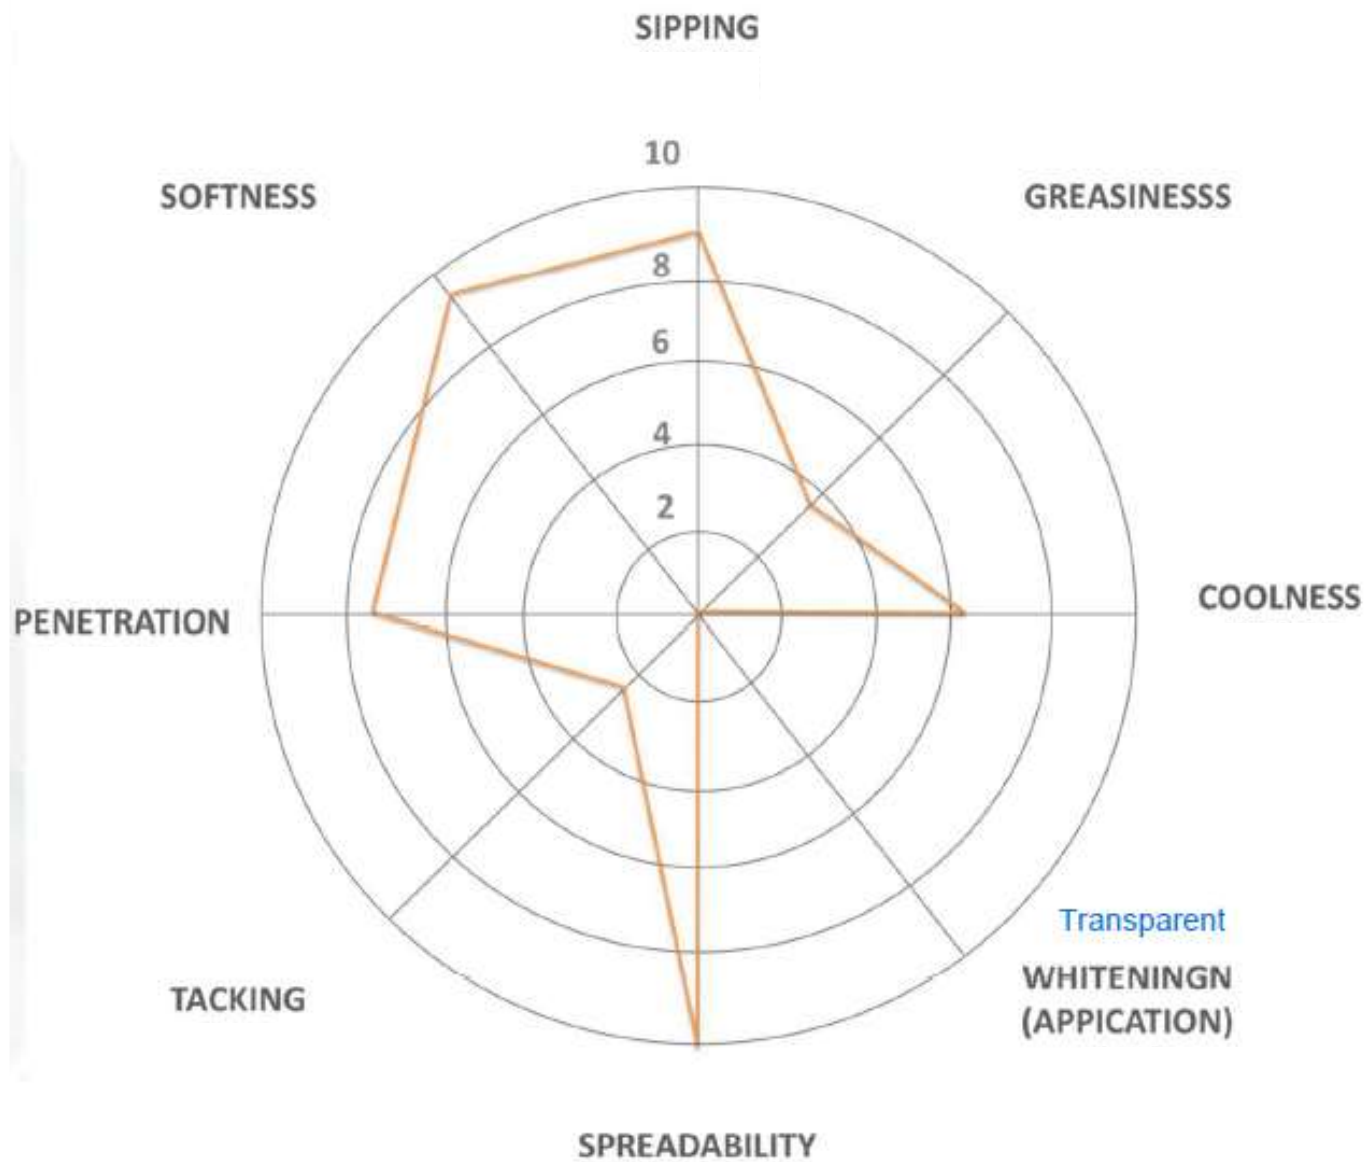 SIPPING
10
SOFTNESS
GREASINESSS
8
6
4
2
PENETRATION
COOLNESS
Transparent
TACKING
WHITENINGN
(APPICATION)
SPREADABILITY